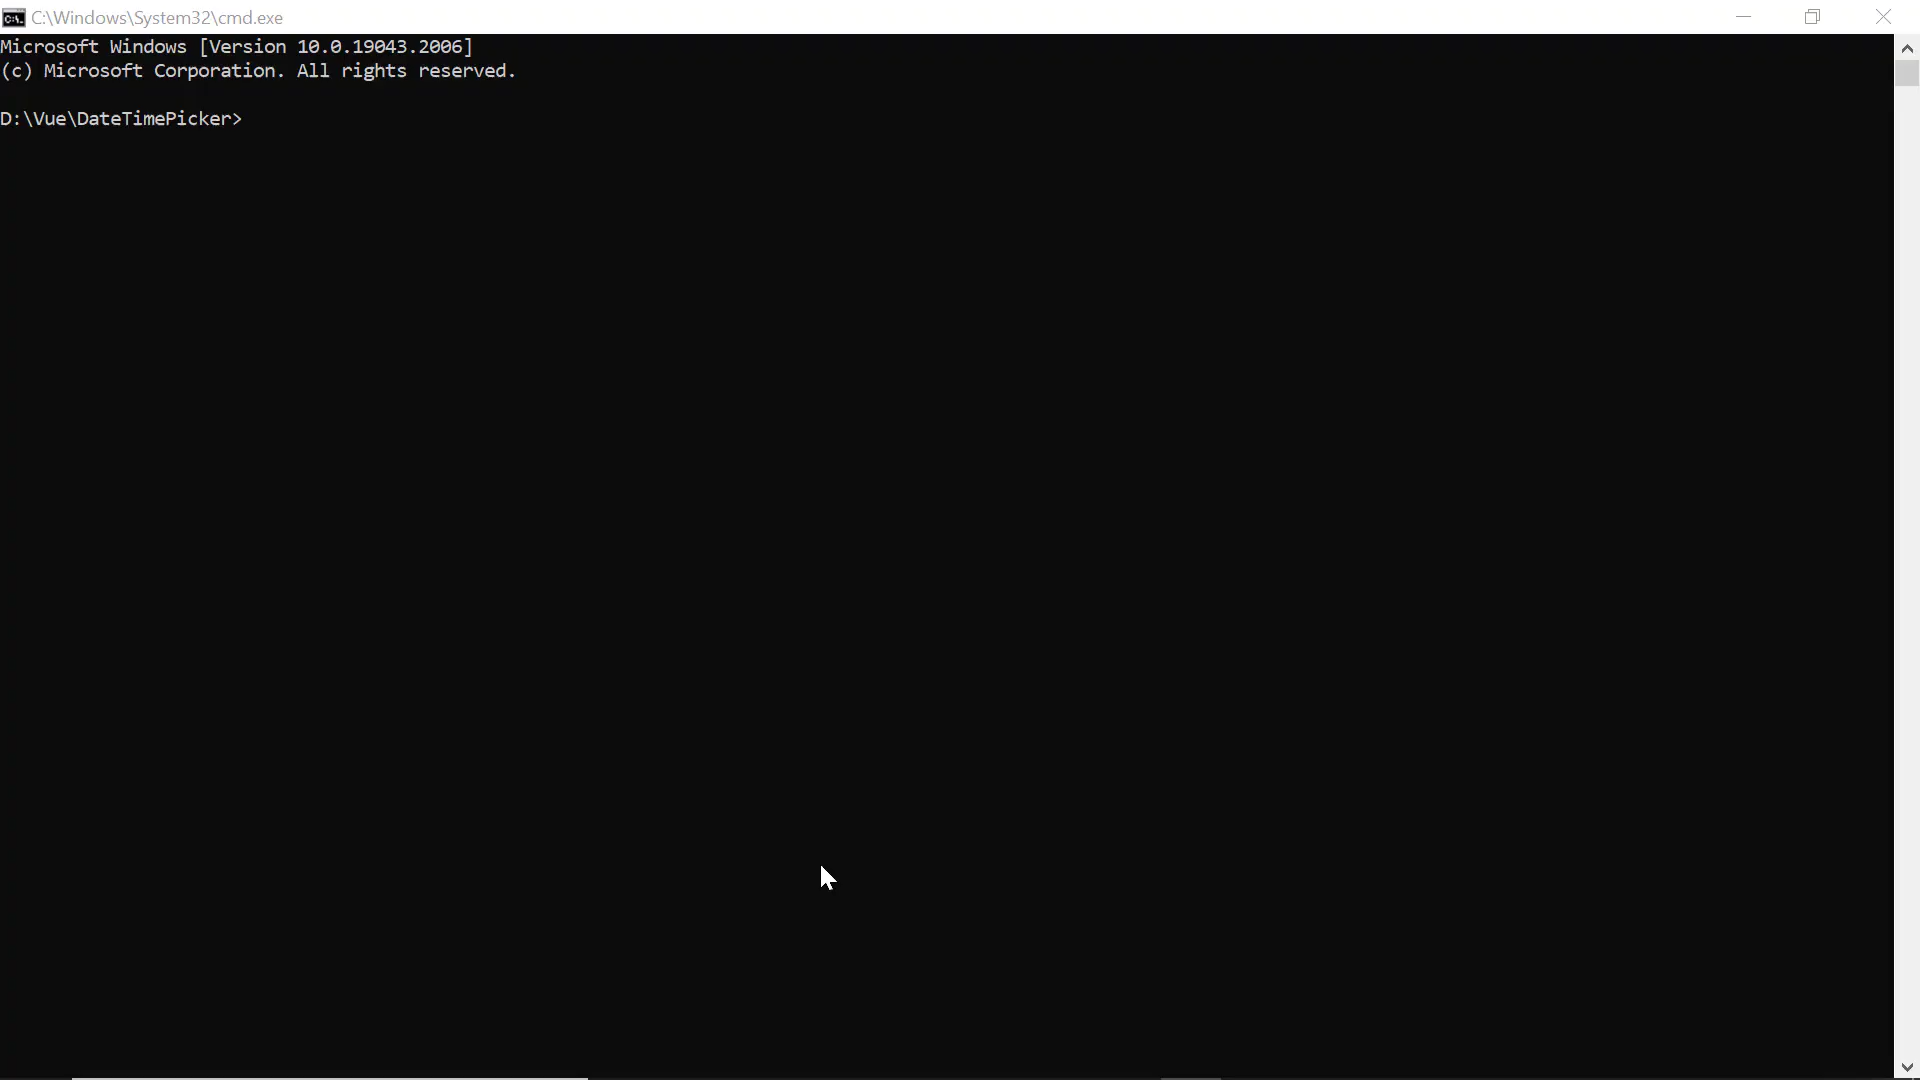 C:\Windows\System32\cmd.exe
Microsoft Windows [Version 10.0.19043.2006]
(c) Microsoft Corporation. All rights reserved.
D:\Vue\DateTimePicker>